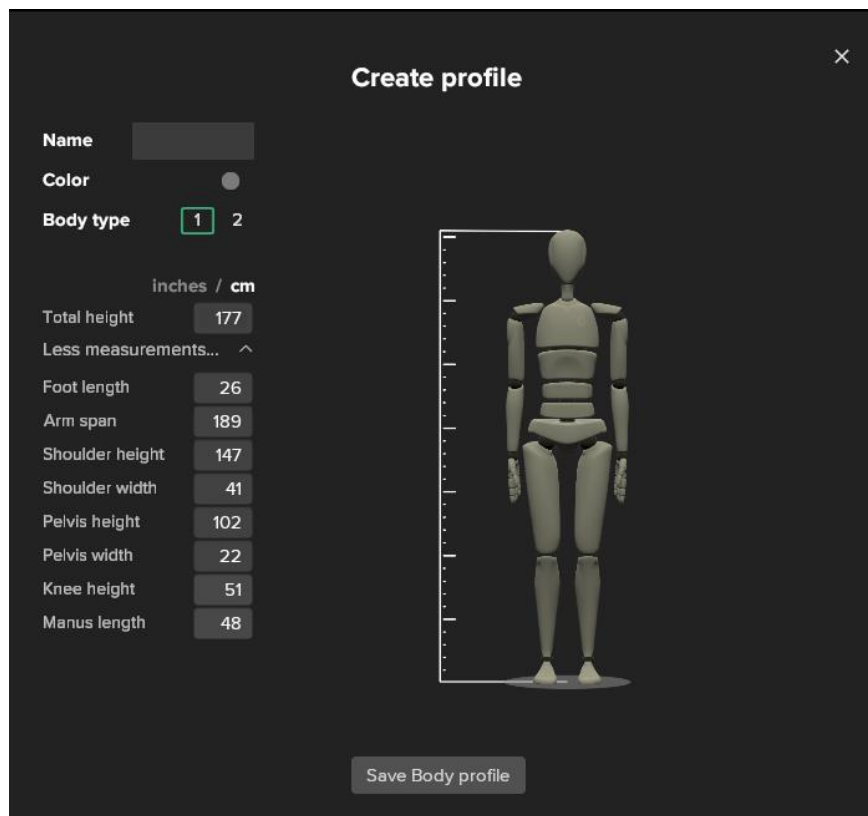 ×
Create profile
Name
Color
Body type 1 2
inches / cm
Total height 177
Less measurements...
Foot length 26
Arm span 189
Shoulder height 147
Shoulder width 41
Pelvis height 102
Pelvis width 22
Knee height 51
Manus length 48
Save Body profile